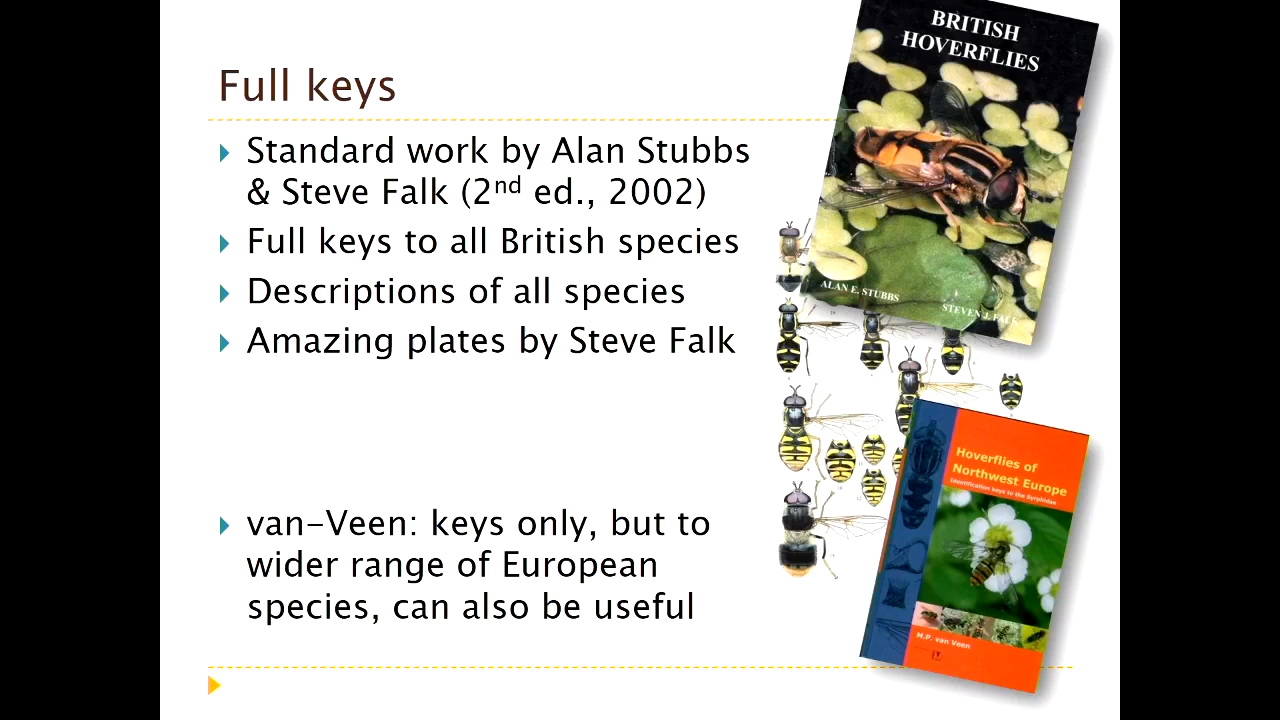 Full keys
Standard work by Alan Stubbs
& Steve Falk (2nd ed., 2002)
Full keys to all British species
Descriptions of all species
Amazing plates by Steve Falk
van-Veen: keys only, but to
wider range of European
species, can also be useful
BRITISH
HOVERFLIES
ALAN E. STUBBS
STEVEN J. FALK
Hoverflies of
Northwest Europe
Identification keys to the Syrphidae
M.P. van Veen